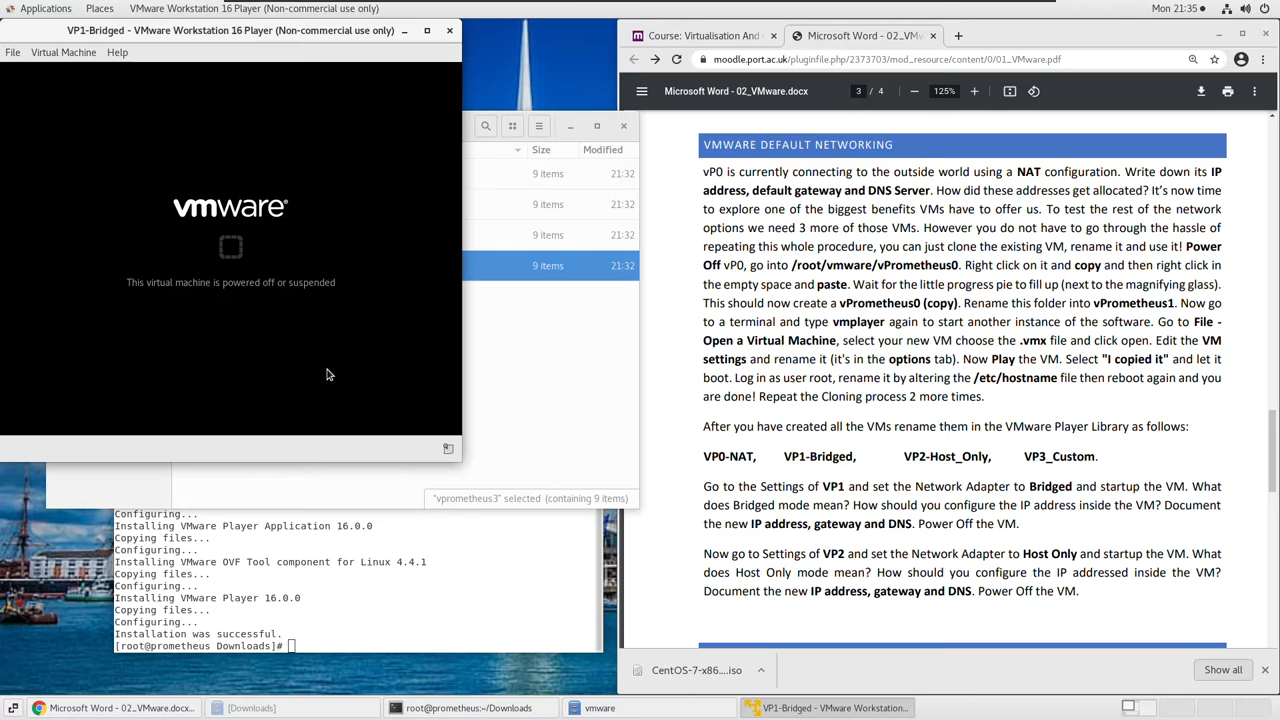 Applications Places VMware Workstation 16 Player (Non-commercial use only) Mon 21:35
VP1-Bridged - VMware Workstation 16 Player (Non-commercial use only)
File Virtual Machine Help
vmware®
This virtual machine is powered off or suspended
Size Modified
9 items 21:32
9 items 21:32
9 items 21:32
9 items 21:32
"vprometheus3" selected (containing 9 items)
Configuring...
Installing VMware Player Application 16.0.0
Copying files...
Configuring...
Installing VMware OVF Tool component for Linux 4.4.1
Copying files...
Configuring...
Installing VMware Player 16.0.0
Copying files...
Configuring...
Installation was successful.
[root@prometheus Downloads]#
Course: Virtualisation And Microsoft Word - 02_VM
moodle.port.ac.uk/pluginfile.php/2373703/mod_resource/content/0/01_VMware.pdf
Microsoft Word - 02_VMware.docx 3 / 4 125%
VMWARE DEFAULT NETWORKING
vP0 is currently connecting to the outside world using a NAT configuration. Write down its IP
address, default gateway and DNS Server. How did these addresses get allocated? It's now time
to explore one of the biggest benefits VMs have to offer us. To test the rest of the network
options we need 3 more of those VMs. However you do not have to go through the hassle of
repeating this whole procedure, you can just clone the existing VM, rename it and use it! Power
Off vP0, go into /root/vmware/vPrometheus0. Right click on it and copy and then right click in
the empty space and paste. Wait for the little progress pie to fill up (next to the magnifying glass).
This should now create a vPrometheus0 (copy). Rename this folder into vPrometheus1. Now go
to a terminal and type vmplayer again to start another instance of the software. Go to File -
Open a Virtual Machine, select your new VM choose the .vmx file and click open. Edit the VM
settings and rename it (it's in the options tab). Now Play the VM. Select "I copied it" and let it
boot. Log in as user root, rename it by altering the /etc/hostname file then reboot again and you
are done! Repeat the Cloning process 2 more times.
After you have created all the VMs rename them in the VMware Player Library as follows:
VP0-NAT, VP1-Bridged, VP2-Host_Only, VP3_Custom.
Go to the Settings of VP1 and set the Network Adapter to Bridged and startup the VM. What
does Bridged mode mean? How should you configure the IP address inside the VM? Document
the new IP address, gateway and DNS. Power Off the VM.
Now go to Settings of VP2 and set the Network Adapter to Host Only and startup the VM. What
does Host Only mode mean? How should you configure the IP addressed inside the VM?
Document the new IP address, gateway and DNS. Power Off the VM.
CentOS-7-x86....iso Show all
Microsoft Word - 02_VMware.docx... [Downloads] root@prometheus:~/Downloads vmware VP1-Bridged - VMware Workstation...